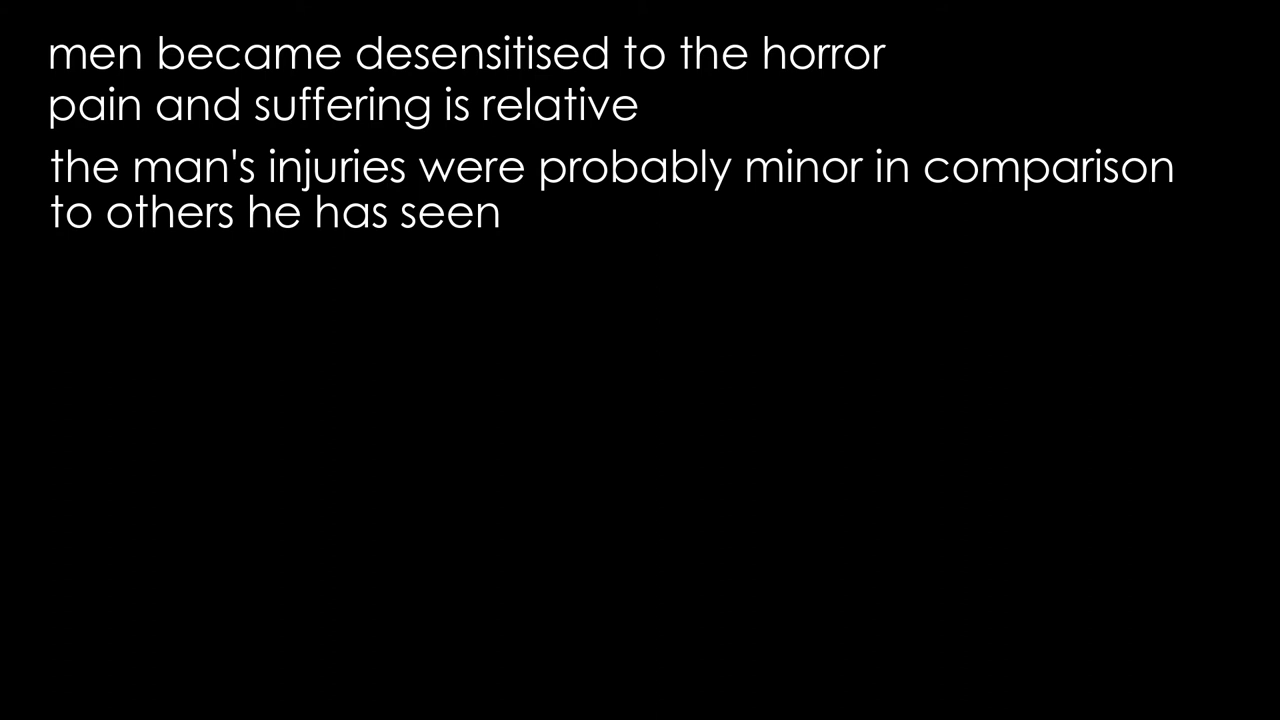 men became desensitised to the horror
pain and suffering is relative
the man's injuries were probably minor in comparison
to others he has seen